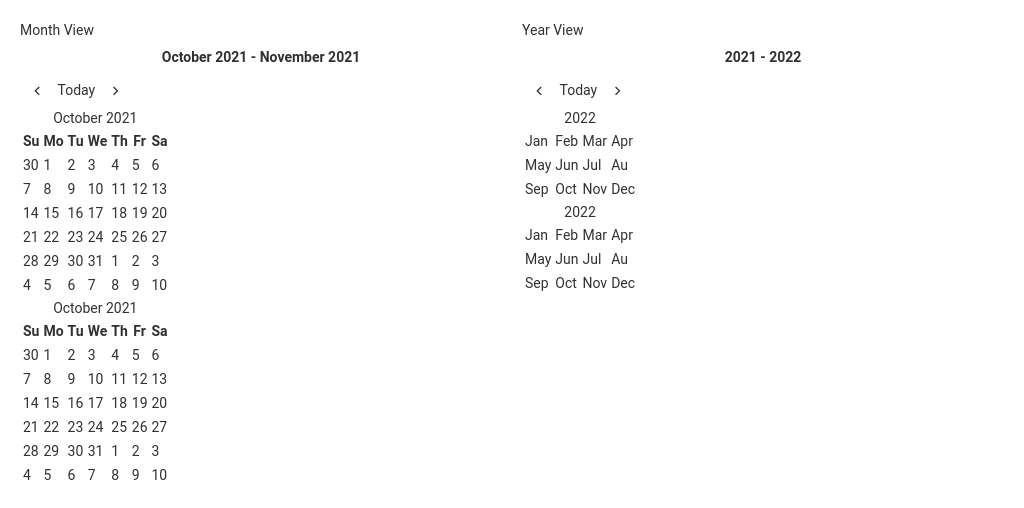 Month View
October 2021 - November 2021
Today
October 2021
Su Mo Tu We Th Fr Sa
30 1 2 3 4 5 6
7 8 9 10 11 12 13
14 15 16 17 18 19 20
21 22 23 24 25 26 27
28 29 30 31 1 2 3
4 5 6 7 8 9 10
October 2021
Su Mo Tu We Th Fr Sa
30 1 2 3 4 5 6
7 8 9 10 11 12 13
14 15 16 17 18 19 20
21 22 23 24 25 26 27
28 29 30 31 1 2 3
4 5 6 7 8 9 10
Year View
2021 - 2022
Today
2022
Jan Feb Mar Apr
May Jun Jul Au
Sep Oct Nov Dec
2022
Jan Feb Mar Apr
May Jun Jul Au
Sep Oct Nov Dec